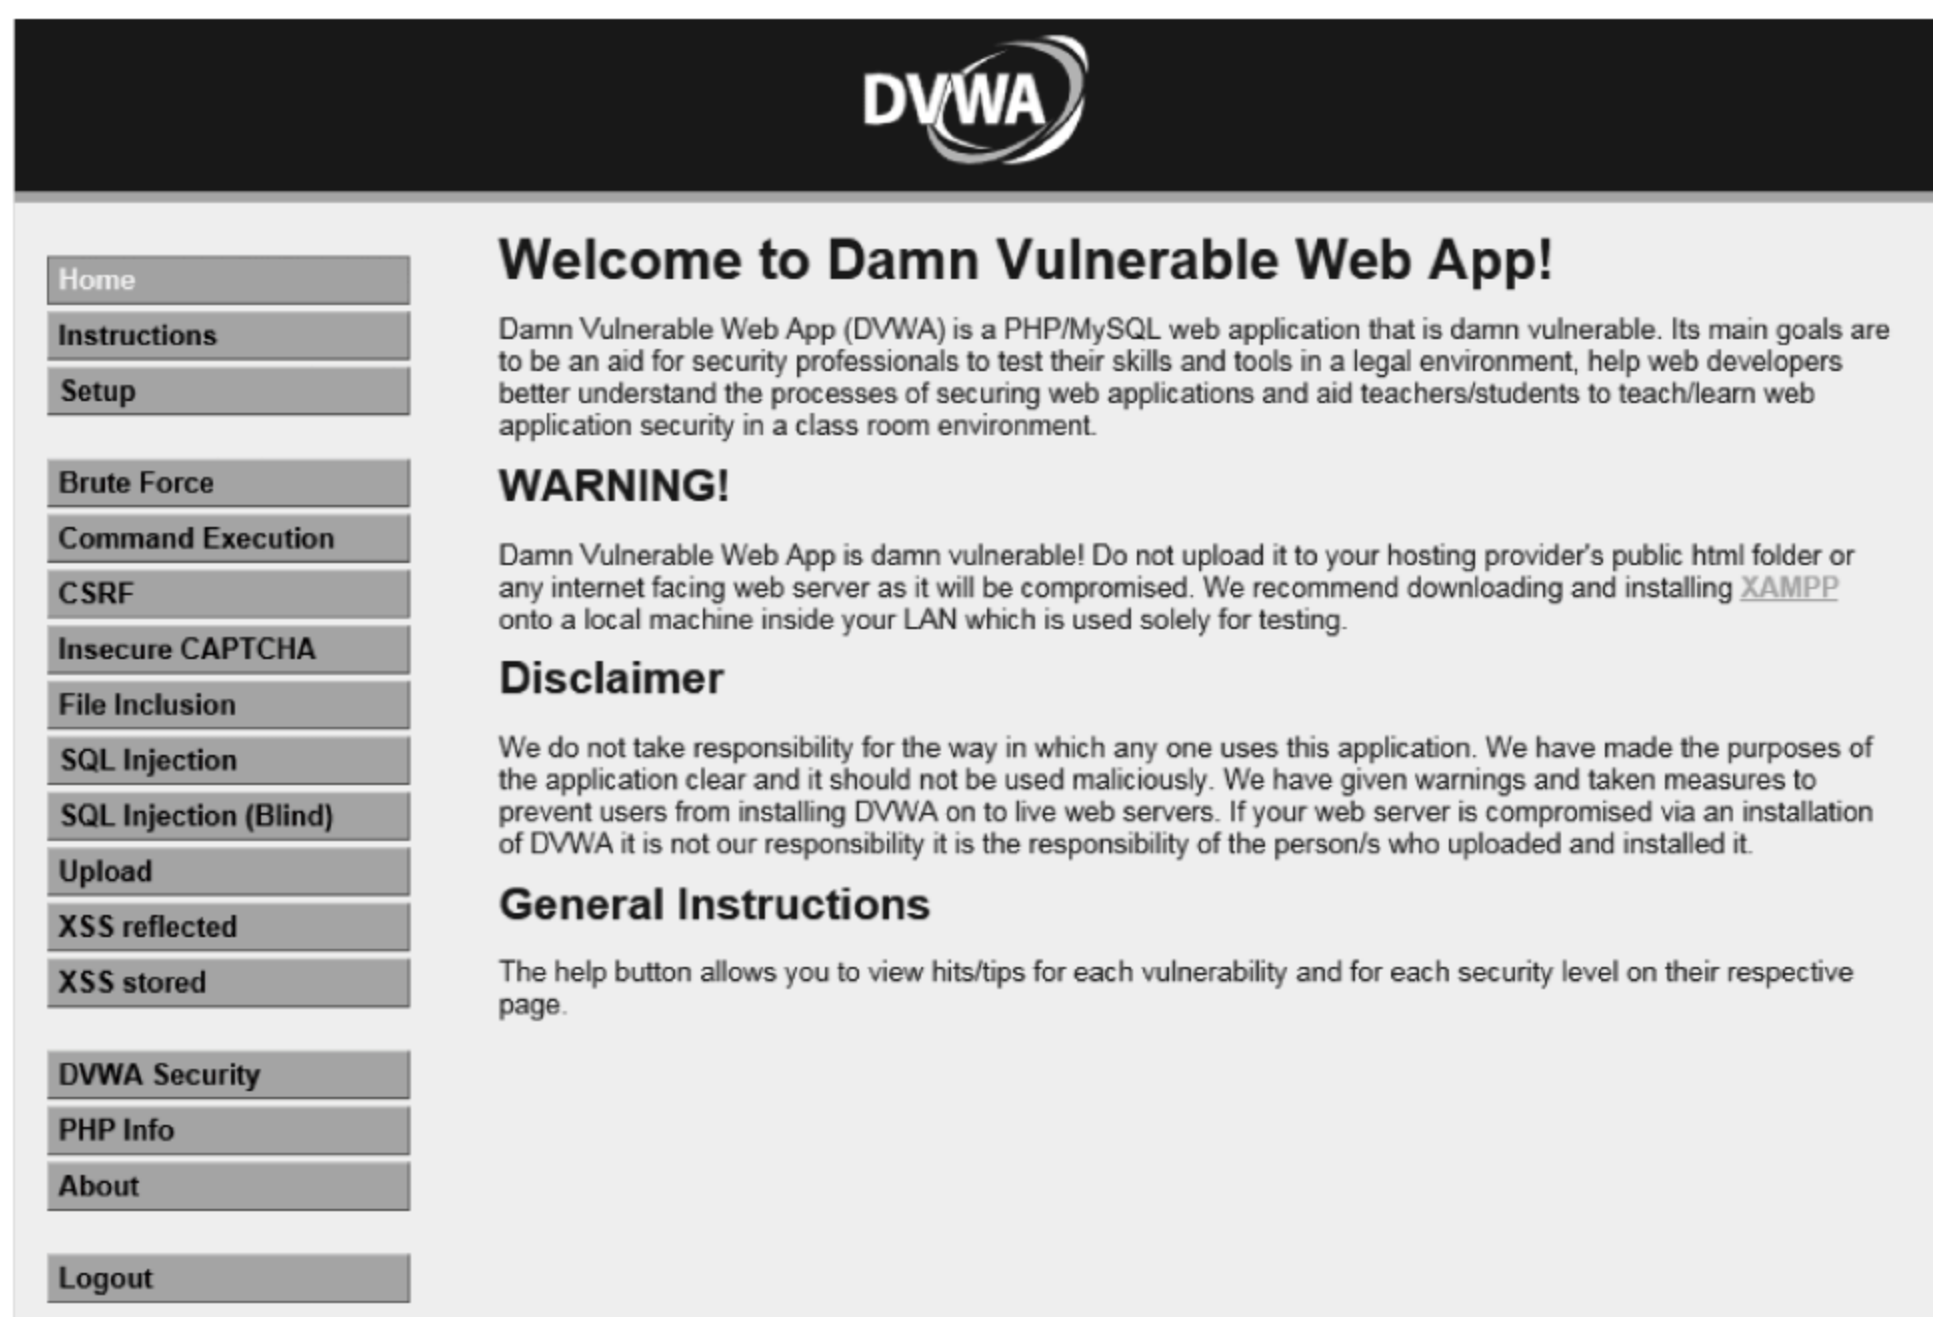 DVWA
Home
Instructions
Setup
Brute Force
Command Execution
CSRF
Insecure CAPTCHA
File Inclusion
SQL Injection
SQL Injection (Blind)
Upload
XSS reflected
XSS stored
DVWA Security
PHP Info
About
Logout
Welcome to Damn Vulnerable Web App!
Damn Vulnerable Web App (DVWA) is a PHP/MySQL web application that is damn vulnerable. Its main goals are
to be an aid for security professionals to test their skills and tools in a legal environment, help web developers
better understand the processes of securing web applications and aid teachers/students to teach/learn web
application security in a class room environment.
WARNING!
Damn Vulnerable Web App is damn vulnerable! Do not upload it to your hosting provider's public html folder or
any internet facing web server as it will be compromised. We recommend downloading and installing XAMPP
onto a local machine inside your LAN which is used solely for testing.
Disclaimer
We do not take responsibility for the way in which any one uses this application. We have made the purposes of
the application clear and it should not be used maliciously. We have given warnings and taken measures to
prevent users from installing DVWA on to live web servers. If your web server is compromised via an installation
of DVWA it is not our responsibility it is the responsibility of the person/s who uploaded and installed it.
General Instructions
The help button allows you to view hits/tips for each vulnerability and for each security level on their respective
page.